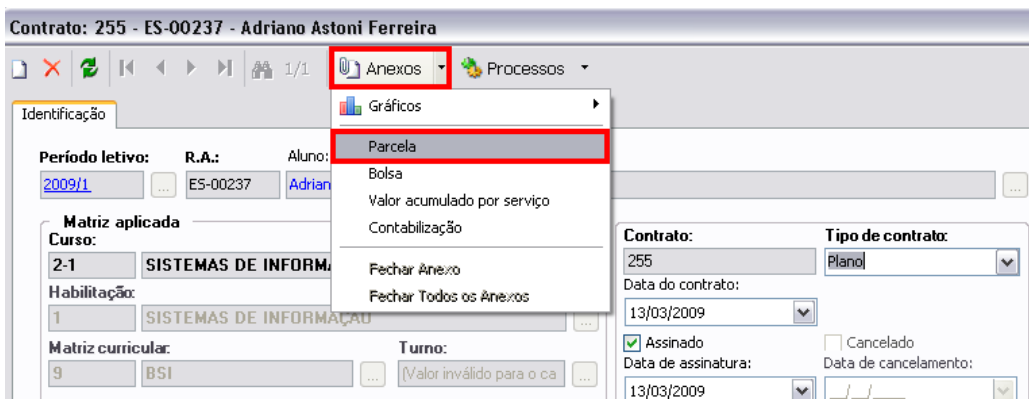 Contrato: 255 - ES-00237 - Adriano Astoni Ferreira
1/1 Anexos Processos
Identificação
Gráficos
Parcela
Bolsa
Valor acumulado por serviço
Contabilização
Fechar Anexo
Fechar Todos os Anexos
Período letivo: R.A.: Aluno:
2009/1 ... ES-00237 Adrian ...
Matriz aplicada
Curso:
2-1 SISTEMAS DE INFORM
Habilitação:
1 SISTEMAS DE INFORMAÇÃO ...
Matriz curricular: Turno:
9 BSI ... (Valor inválido para o ca ...
Contrato: Tipo de contrato:
255 Plano
Data do contrato:
13/03/2009
Assinado Cancelado
Data de assinatura: Data de cancelamento:
13/03/2009 __/__/____